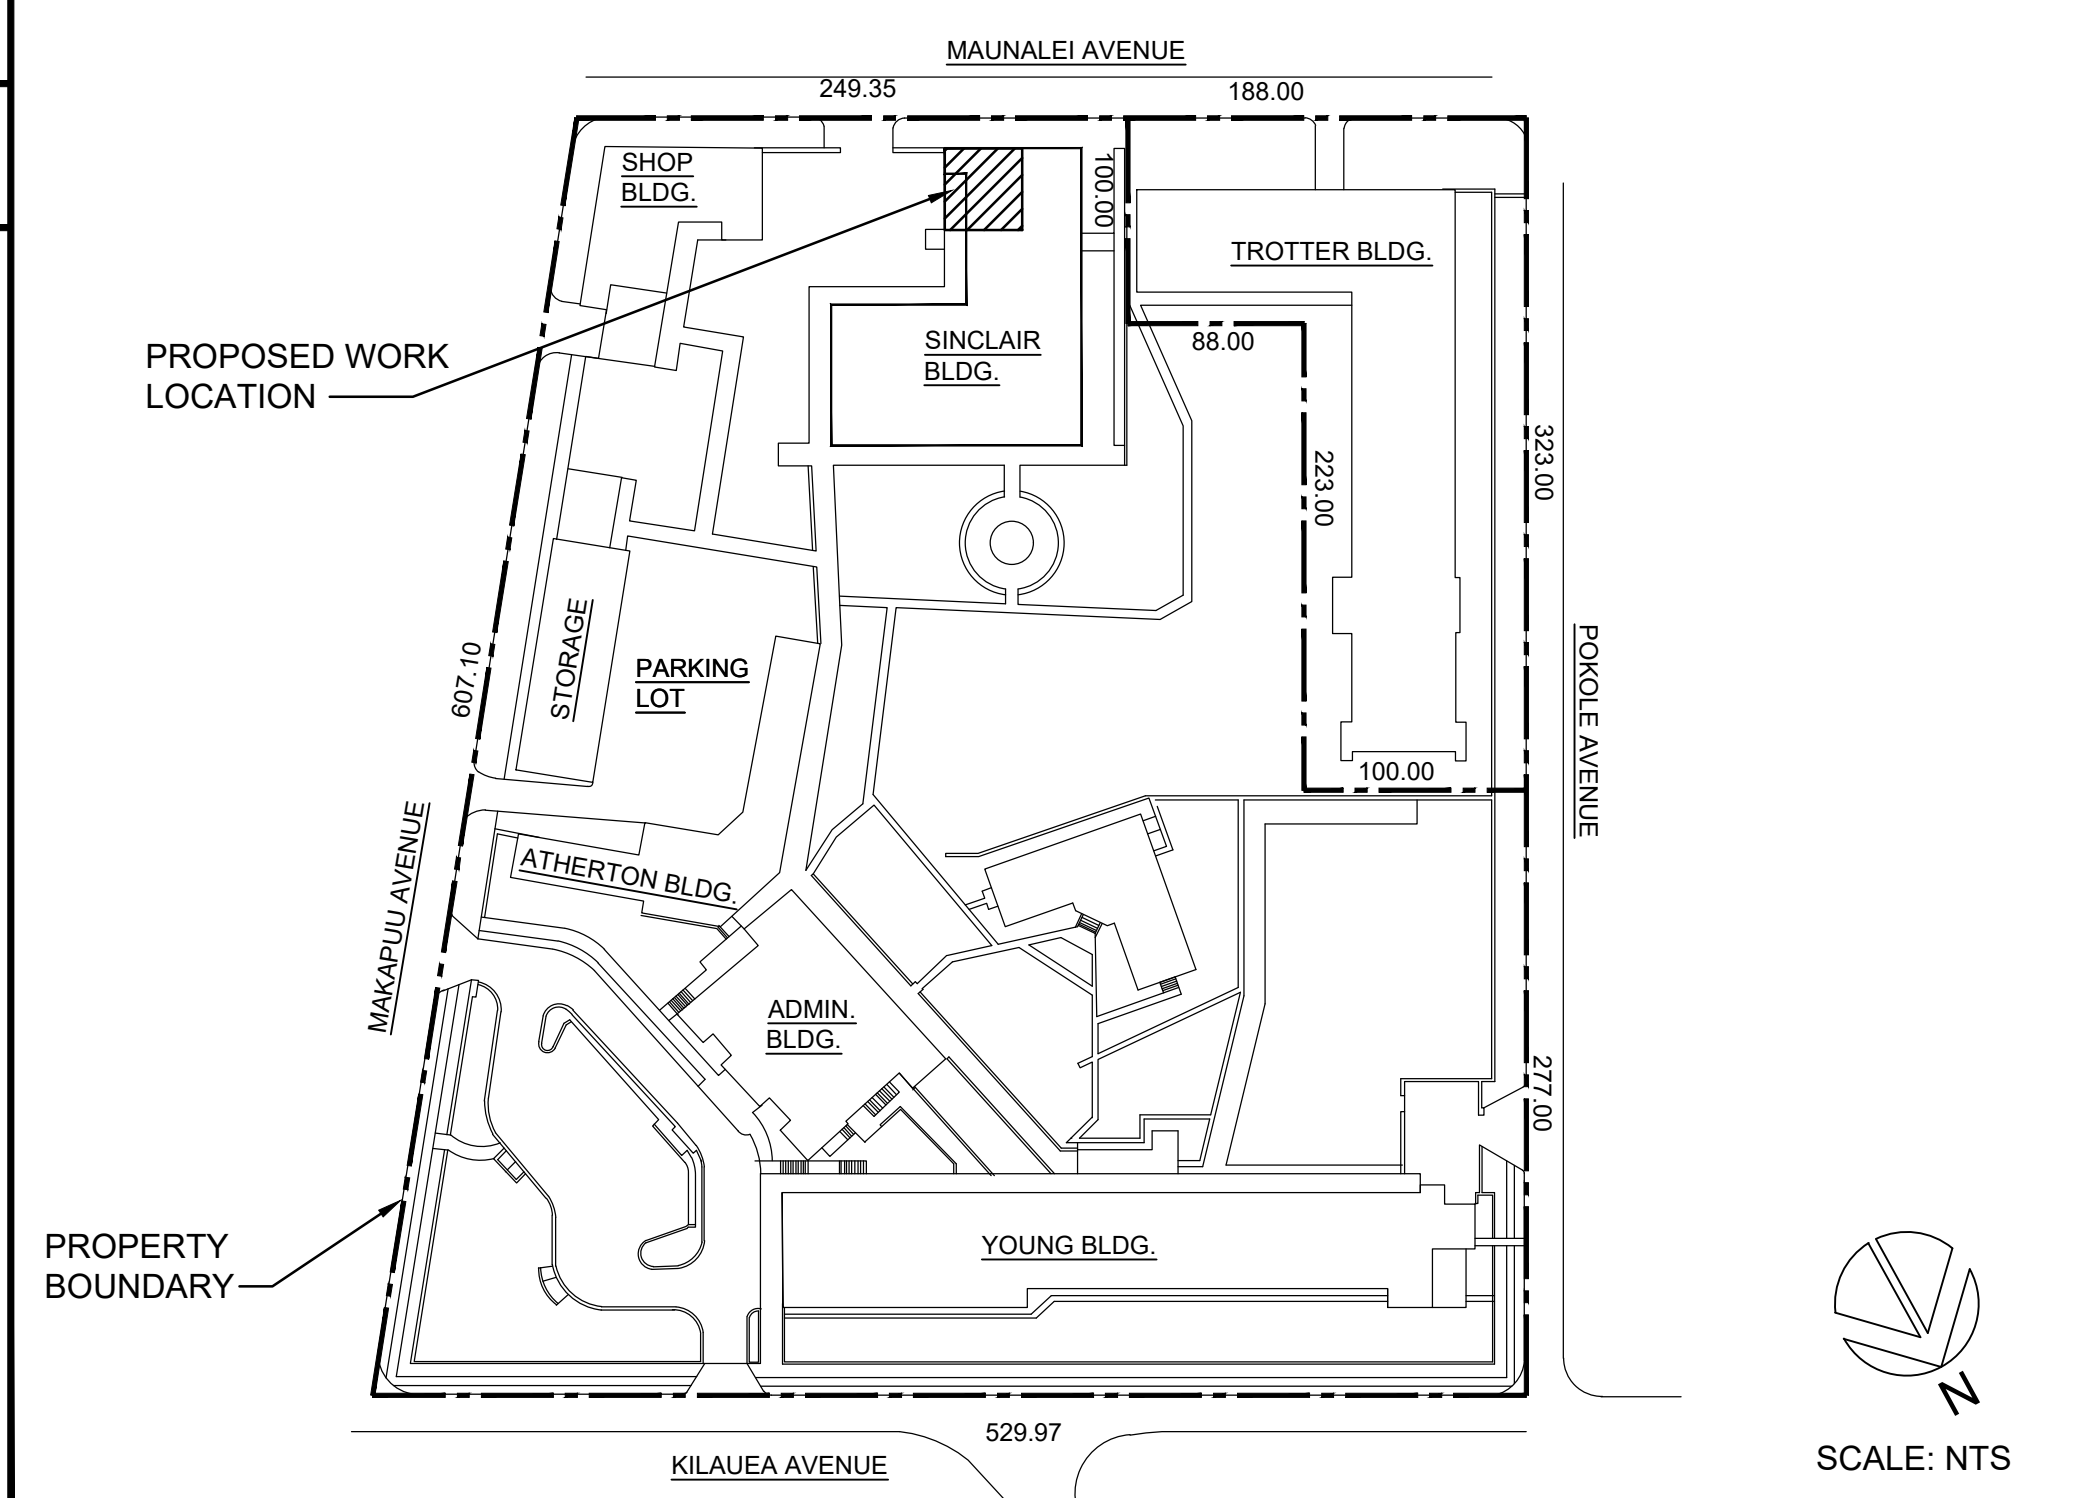 MAUNALEI AVENUE
249.35
188.00
SHOP
BLDG.
100.00
TROTTER BLDG.
PROPOSED WORK
LOCATION
SINCLAIR
BLDG.
88.00
323.00
223.00
STORAGE
607.10
PARKING
LOT
POKOLE AVENUE
100.00
MAKAPUU AVENUE
ATHERTON BLDG.
ADMIN.
BLDG.
277.00
PROPERTY
BOUNDARY
YOUNG BLDG.
N
529.97
KILAUEA AVENUE
SCALE: NTS